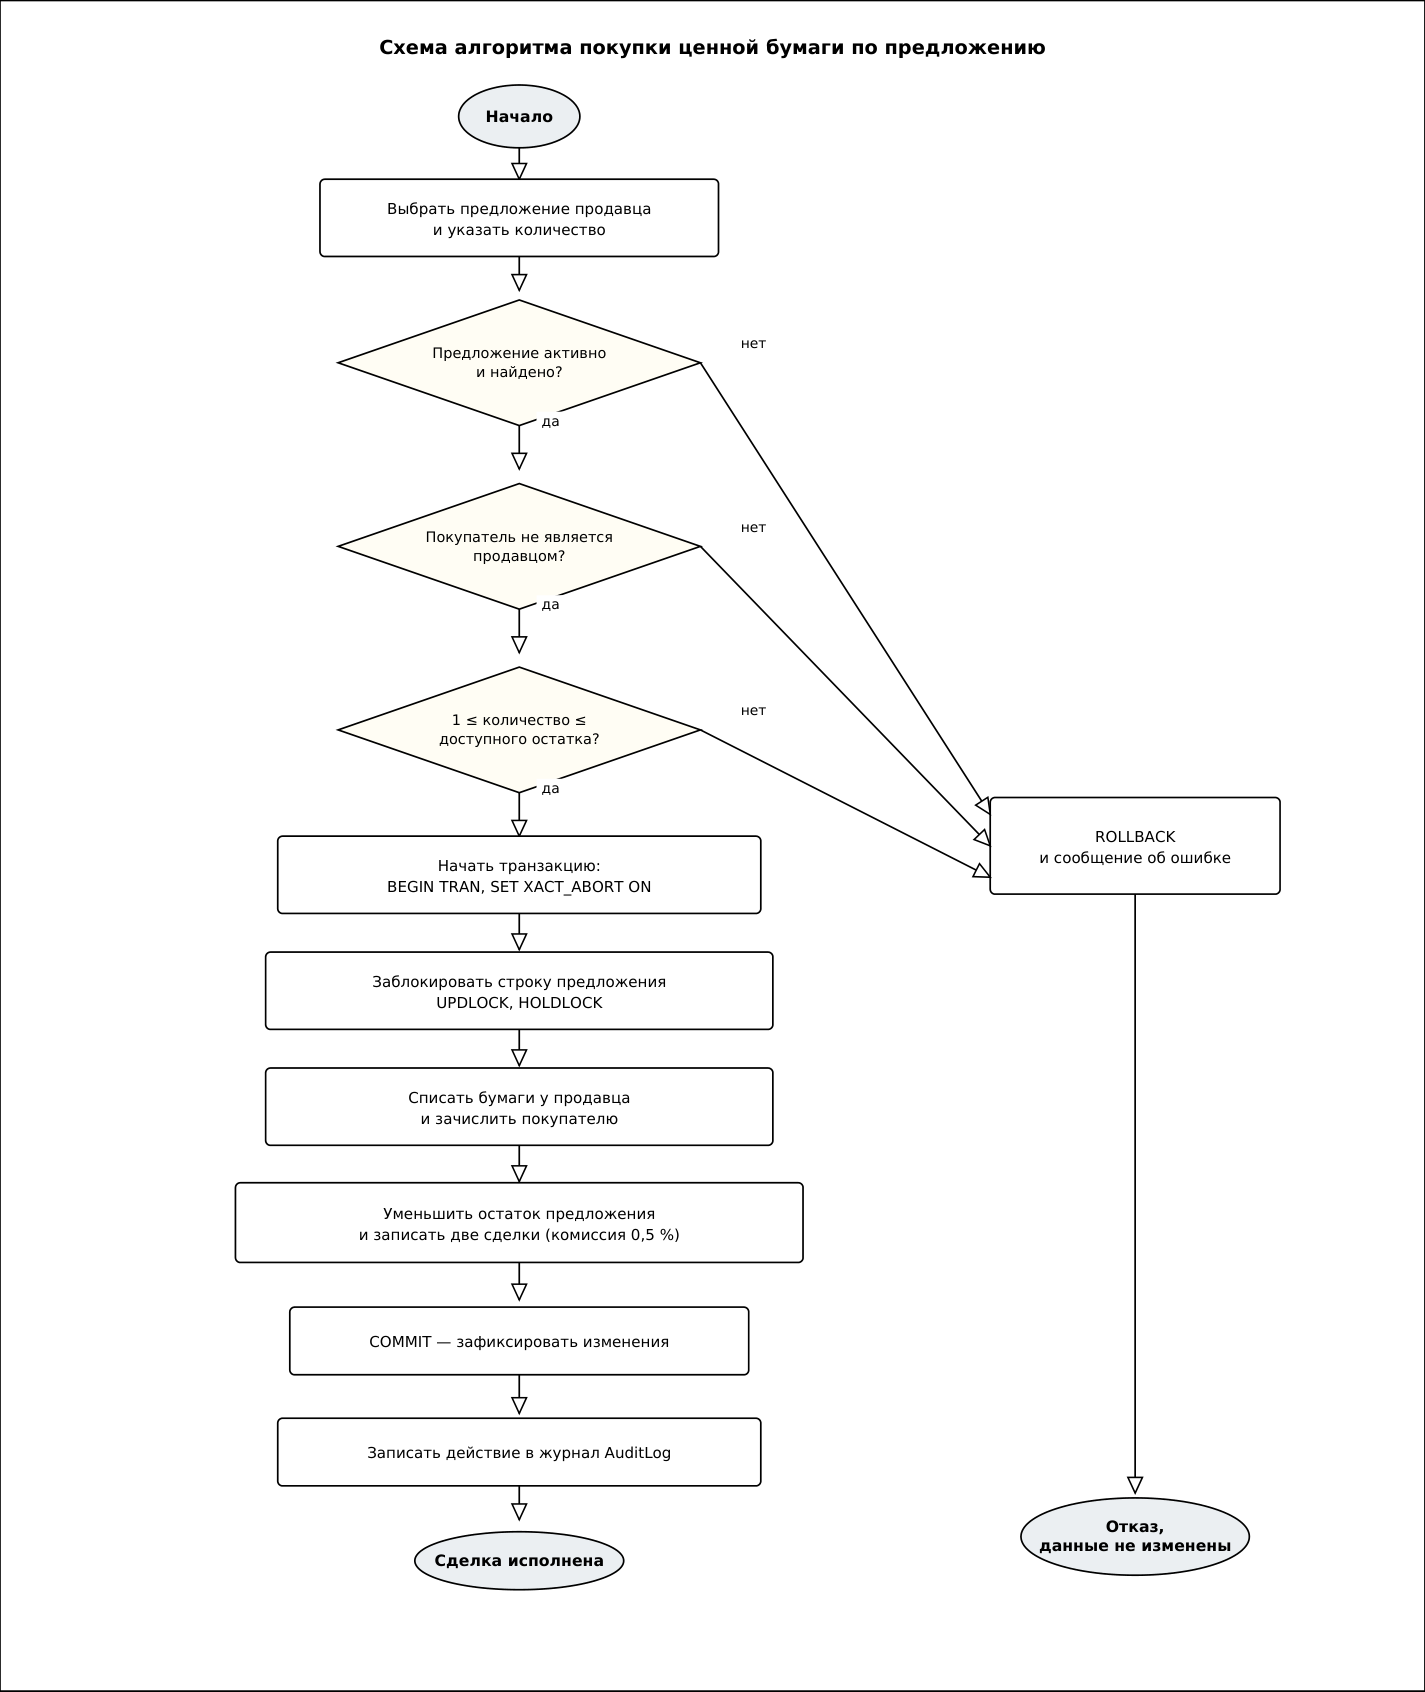 Схема алгоритма покупки ценной бумаги по предложению
Начало
Выбрать предложение продавца
и указать количество
Предложение активно
и найдено?
нет
да
Покупатель не является
продавцом?
нет
да
1 ≤ количество ≤
доступного остатка?
нет
да
Начать транзакцию:
BEGIN TRAN, SET XACT_ABORT ON
ROLLBACK
и сообщение об ошибке
Заблокировать строку предложения
UPDLOCK, HOLDLOCK
Списать бумаги у продавца
и зачислить покупателю
Уменьшить остаток предложения
и записать две сделки (комиссия 0,5 %)
COMMIT — зафиксировать изменения
Записать действие в журнал AuditLog
Сделка исполнена
Отказ,
данные не изменены